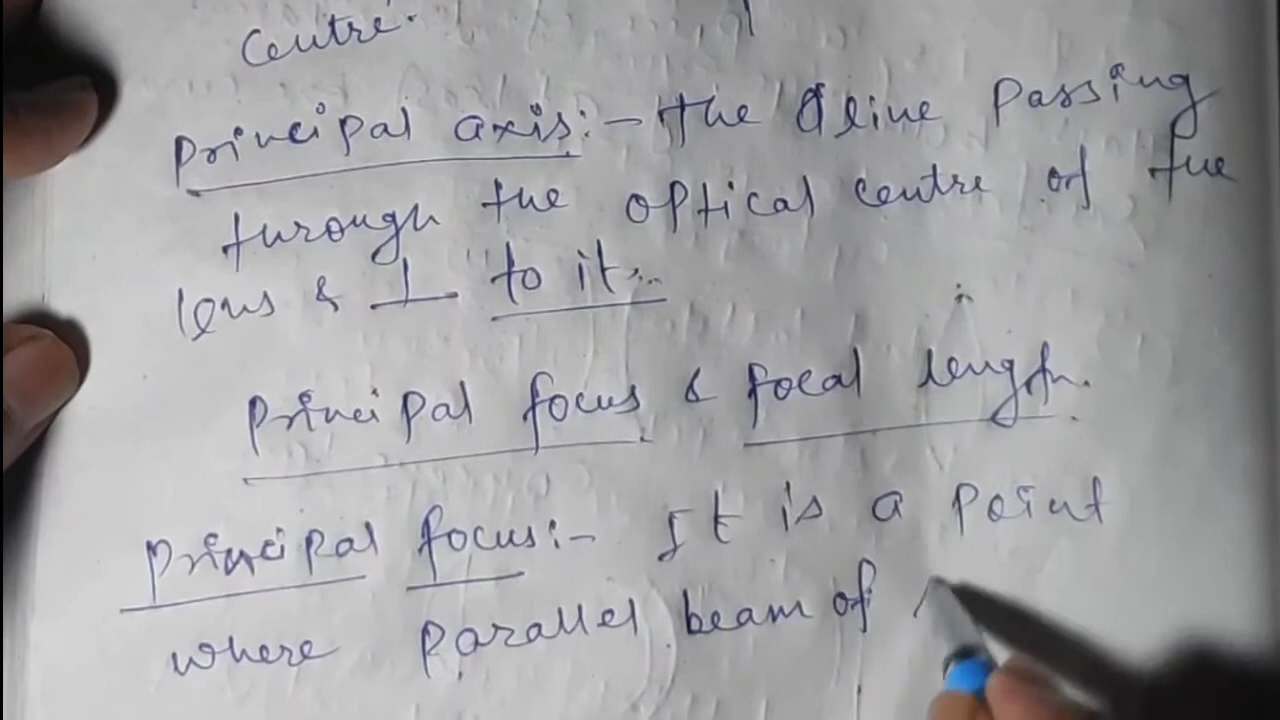 Centre.
Principal axis:- The line passing
through the optical centre of the
lens & ⊥ to it.
Principal focus & focal length.
Principal focus:- It is a point
where parallel beam of